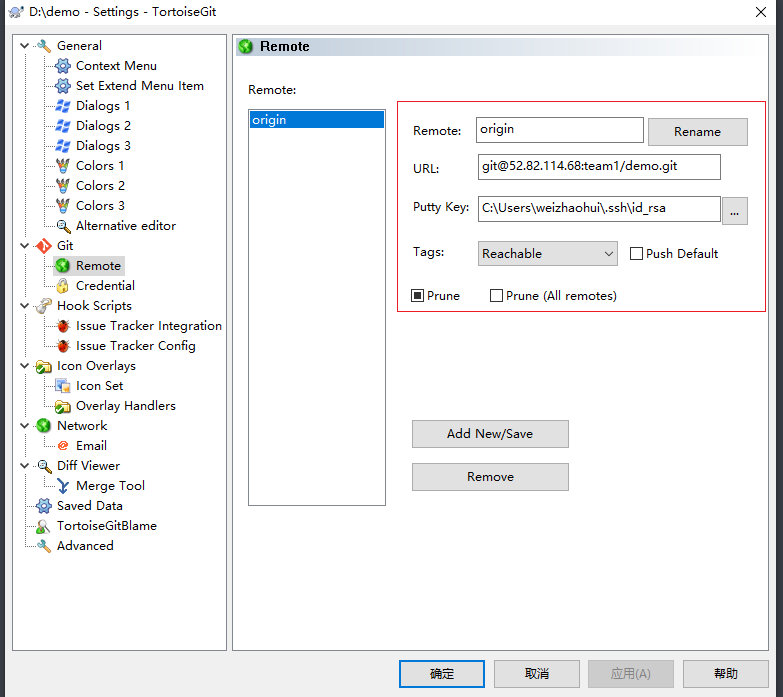 D:\demo - Settings - TortoiseGit
General
Context Menu
Set Extend Menu Item
Dialogs 1
Dialogs 2
Dialogs 3
Colors 1
Colors 2
Colors 3
Alternative editor
Git
Remote
Credential
Hook Scripts
Issue Tracker Integration
Issue Tracker Config
Icon Overlays
Icon Set
Overlay Handlers
Network
Email
Diff Viewer
Merge Tool
Saved Data
TortoiseGitBlame
Advanced
Remote
Remote:
origin
Remote: origin Rename
URL: git@52.82.114.68:team1/demo.git
Putty Key: C:\Users\weizhaohui\.ssh\id_rsa ...
Tags: Reachable Push Default
Prune Prune (All remotes)
Add New/Save
Remove
确定 取消 应用(A) 帮助